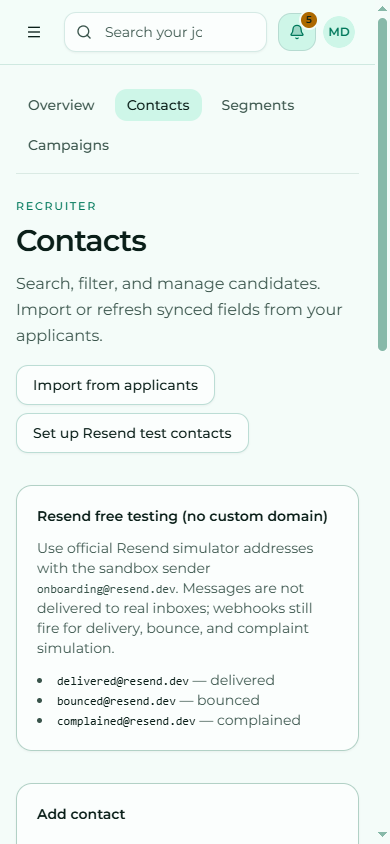 Search your jc
5
MD
Overview
Contacts
Segments
Campaigns
RECRUITER
Contacts
Search, filter, and manage candidates.
Import or refresh synced fields from your
applicants.
Import from applicants
Set up Resend test contacts
Resend free testing (no custom domain)
Use official Resend simulator addresses
with the sandbox sender
onboarding@resend.dev. Messages are not
delivered to real inboxes; webhooks still
fire for delivery, bounce, and complaint
simulation.
delivered@resend.dev — delivered
bounced@resend.dev — bounced
complained@resend.dev — complained
Add contact